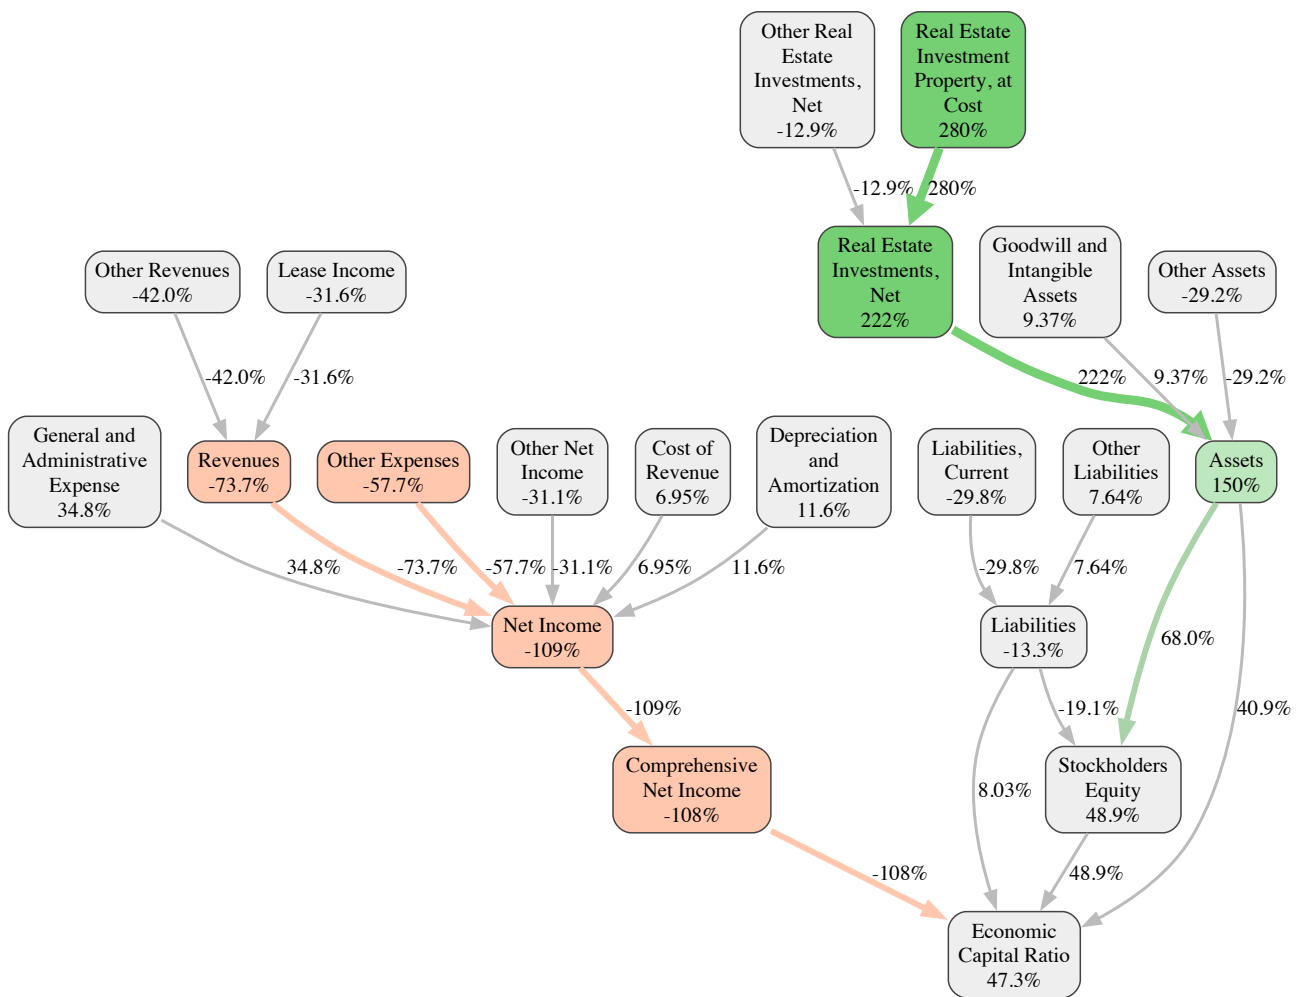 Other Real
Estate
Investments,
Net
-12.9%
Real Estate
Investment
Property, at
Cost
280%
-12.9%
280%
Other Revenues
-42.0%
Lease Income
-31.6%
Real Estate
Investments,
Net
222%
Goodwill and
Intangible
Assets
9.37%
Other Assets
-29.2%
-42.0%
-31.6%
222%
9.37%
-29.2%
General and
Administrative
Expense
34.8%
Revenues
-73.7%
Other Expenses
-57.7%
Other Net
Income
-31.1%
Cost of
Revenue
6.95%
Depreciation
and
Amortization
11.6%
Liabilities,
Current
-29.8%
Other
Liabilities
7.64%
Assets
150%
34.8%
-73.7%
-57.7%
-31.1%
6.95%
11.6%
-29.8%
7.64%
Net Income
-109%
Liabilities
-13.3%
68.0%
-109%
-19.1%
40.9%
Comprehensive
Net Income
-108%
8.03%
Stockholders
Equity
48.9%
-108%
48.9%
Economic
Capital Ratio
47.3%